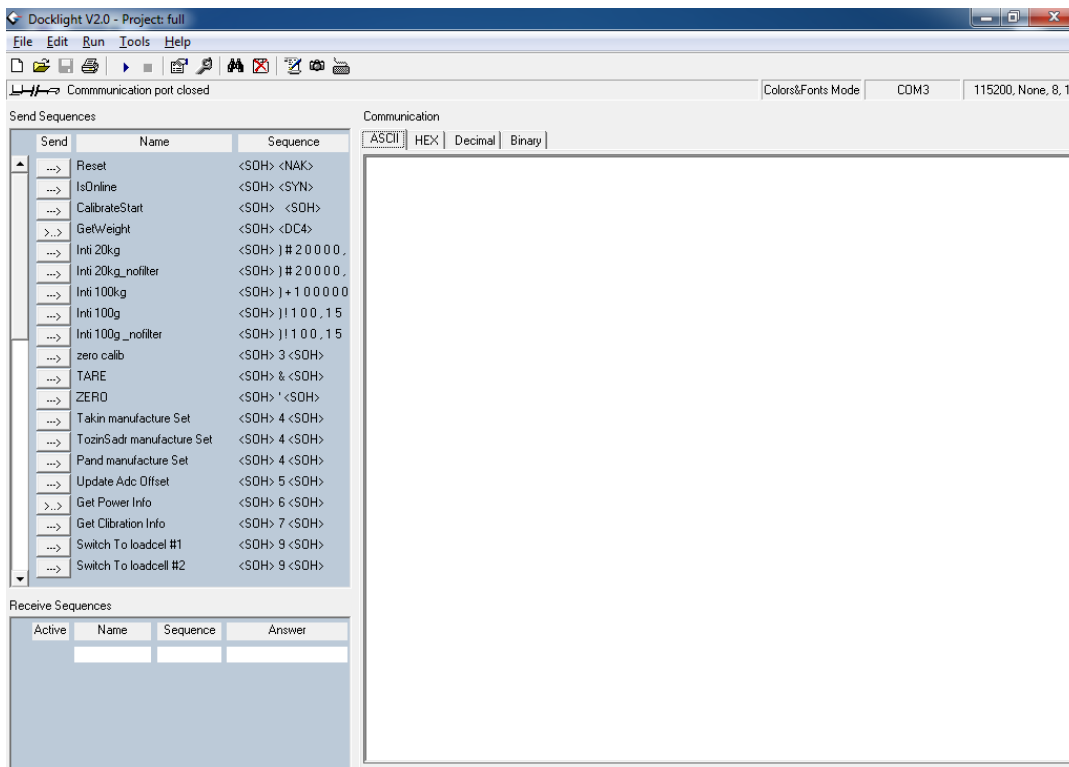 Docklight V2.0 - Project: full
File Edit Run Tools Help
Commmunication port closed Colors&Fonts Mode COM3 115200, None, 8, 1
Send Sequences
Send Name Sequence
---> Reset <SOH> <NAK>
---> IsOnline <SOH> <SYN>
---> CalibrateStart <SOH> <SOH>
>..> GetWeight <SOH> <DC4>
---> Inti 20kg <SOH> ) # 2 0 0 0 0 ,
---> Inti 20kg_nofilter <SOH> ) # 2 0 0 0 0 ,
---> Inti 100kg <SOH> ) + 1 0 0 0 0 0
---> Inti 100g <SOH> ) ! 1 0 0 , 1 5
---> Inti 100g_nofilter <SOH> ) ! 1 0 0 , 1 5
---> zero calib <SOH> 3 <SOH>
---> TARE <SOH> & <SOH>
---> ZERO <SOH> ' <SOH>
---> Takin manufacture Set <SOH> 4 <SOH>
---> TozinSadr manufacture Set <SOH> 4 <SOH>
---> Pand manufacture Set <SOH> 4 <SOH>
---> Update Adc Offset <SOH> 5 <SOH>
>..> Get Power Info <SOH> 6 <SOH>
---> Get Clibration Info <SOH> 7 <SOH>
---> Switch To loadcel #1 <SOH> 9 <SOH>
---> Switch To loadcell #2 <SOH> 9 <SOH>
Receive Sequences
Active Name Sequence Answer
Communication
ASCII HEX Decimal Binary